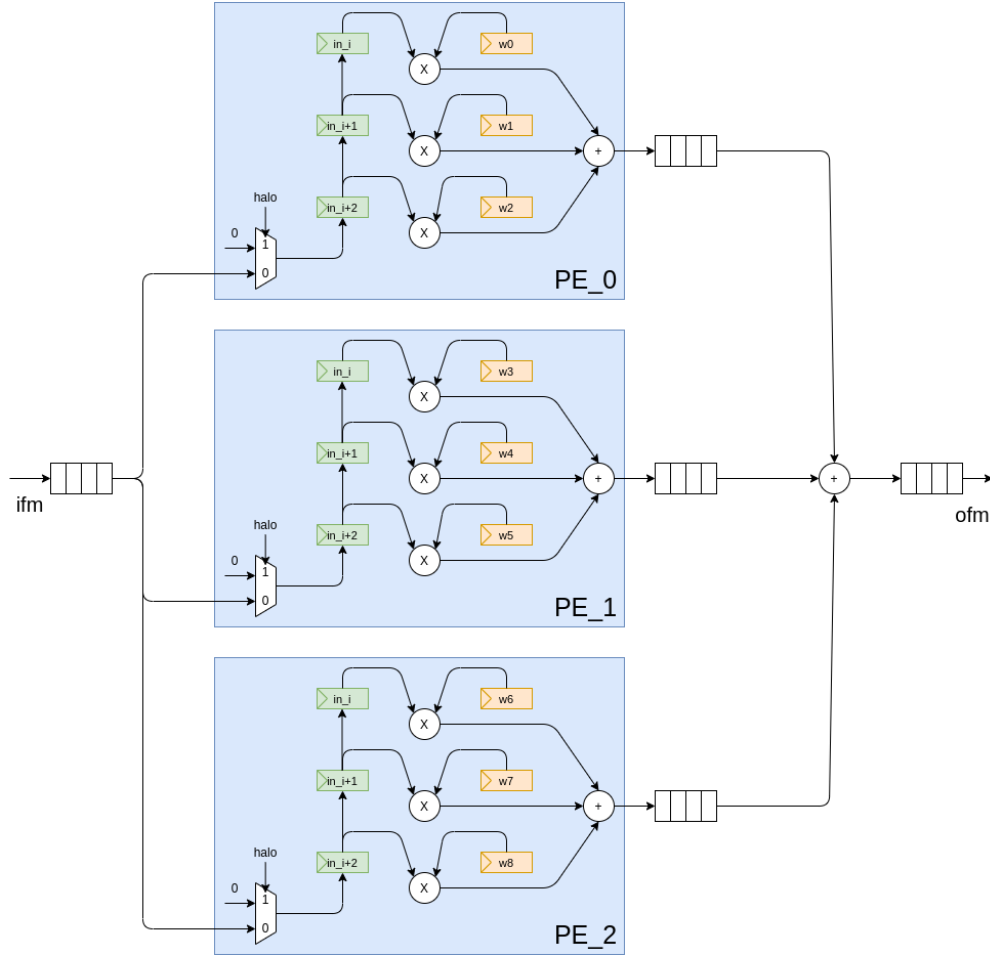 in_i
w0
X
in_i+1
w1
X
+
in_i+2
w2
X
halo
0
1
0
PE_0
in_i
w3
X
in_i+1
w4
X
+
in_i+2
w5
X
halo
0
1
0
PE_1
ifm
+
ofm
in_i
w6
X
in_i+1
w7
X
+
in_i+2
w8
X
halo
0
1
0
PE_2